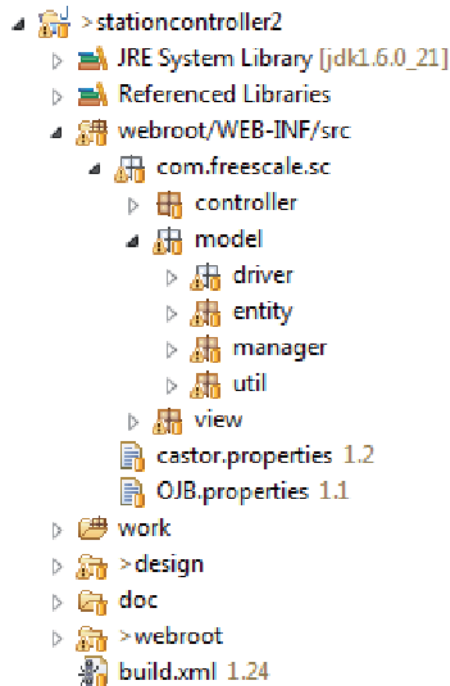 > stationcontroller2
JRE System Library [jdk1.6.0_21]
Referenced Libraries
webroot/WEB-INF/src
com.freescale.sc
controller
model
driver
entity
manager
util
view
castor.properties 1.2
OJB.properties 1.1
work
> design
doc
> webroot
build.xml 1.24